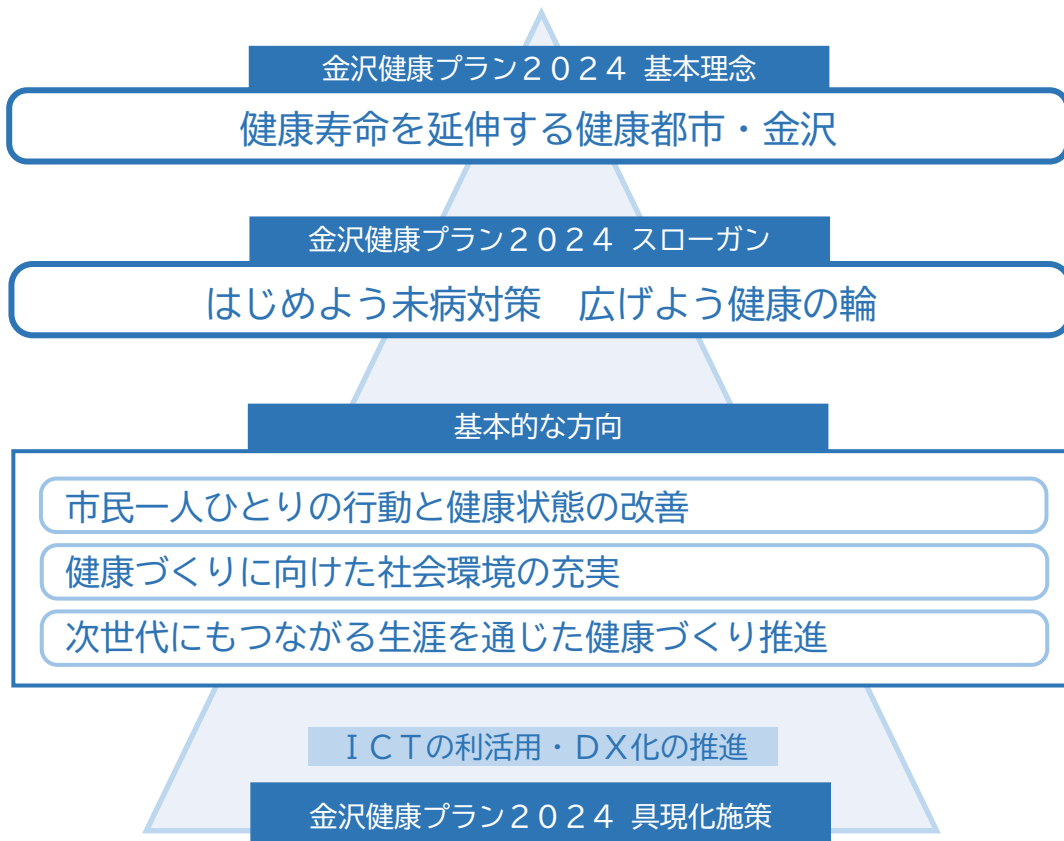 金沢健康プラン２０２４ 基本理念
健康寿命を延伸する健康都市・金沢
金沢健康プラン２０２４ スローガン
はじめよう未病対策　広げよう健康の輪
基本的な方向
市民一人ひとりの行動と健康状態の改善
健康づくりに向けた社会環境の充実
次世代にもつながる生涯を通じた健康づくり推進
ＩＣＴの利活用・ＤＸ化の推進
金沢健康プラン２０２４ 具現化施策